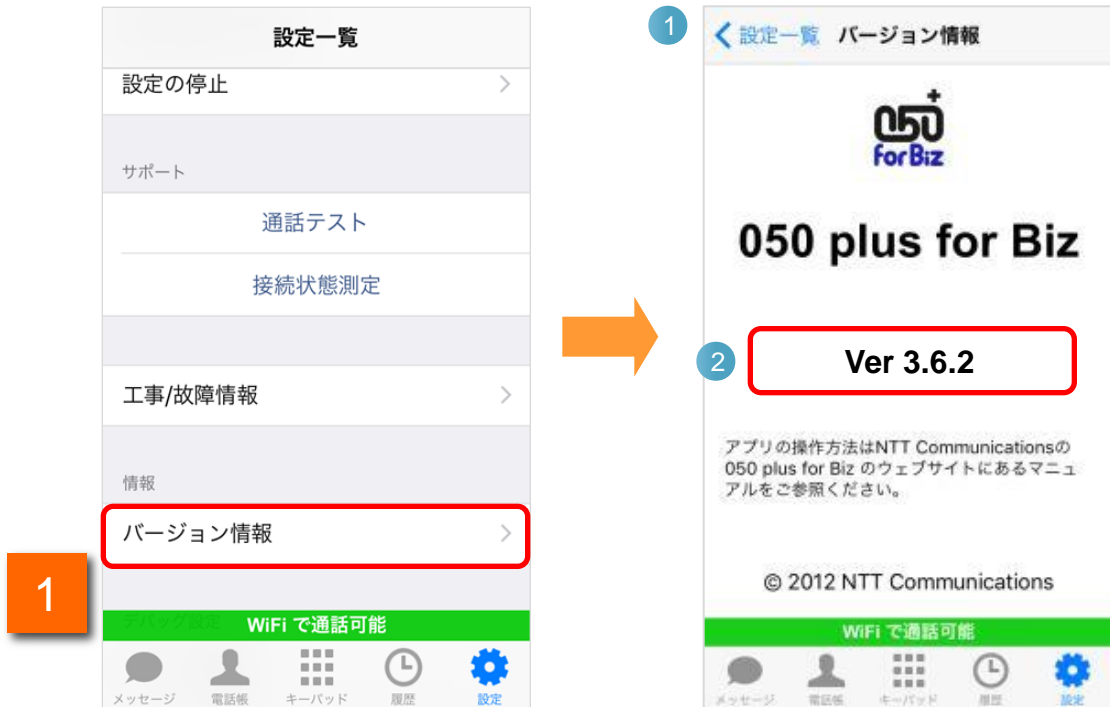 設定一覧
設定の停止
サポート
通話テスト
接続状態測定
工事/故障情報
情報
バージョン情報
1
デバッグ設定
WiFi で通話可能
メッセージ 電話帳 キーパッド 履歴 設定
1
設定一覧 バージョン情報
050+
for Biz
050 plus for Biz
2
Ver 3.6.2
アプリの操作方法はNTT Communicationsの
050 plus for Biz のウェブサイトにあるマニュ
アルをご参照ください。
© 2012 NTT Communications
WiFi で通話可能
メッセージ 電話帳 キーパッド 履歴 設定